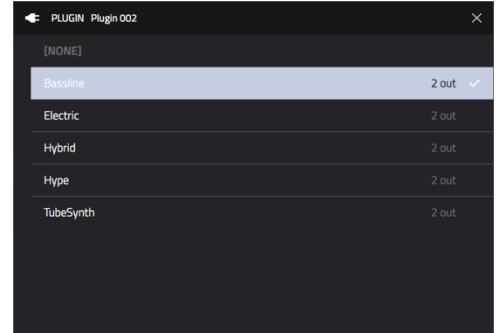 PLUGIN Plugin 002
[NONE]
Bassline 2 out
Electric 2 out
Hybrid 2 out
Hype 2 out
TubeSynth 2 out